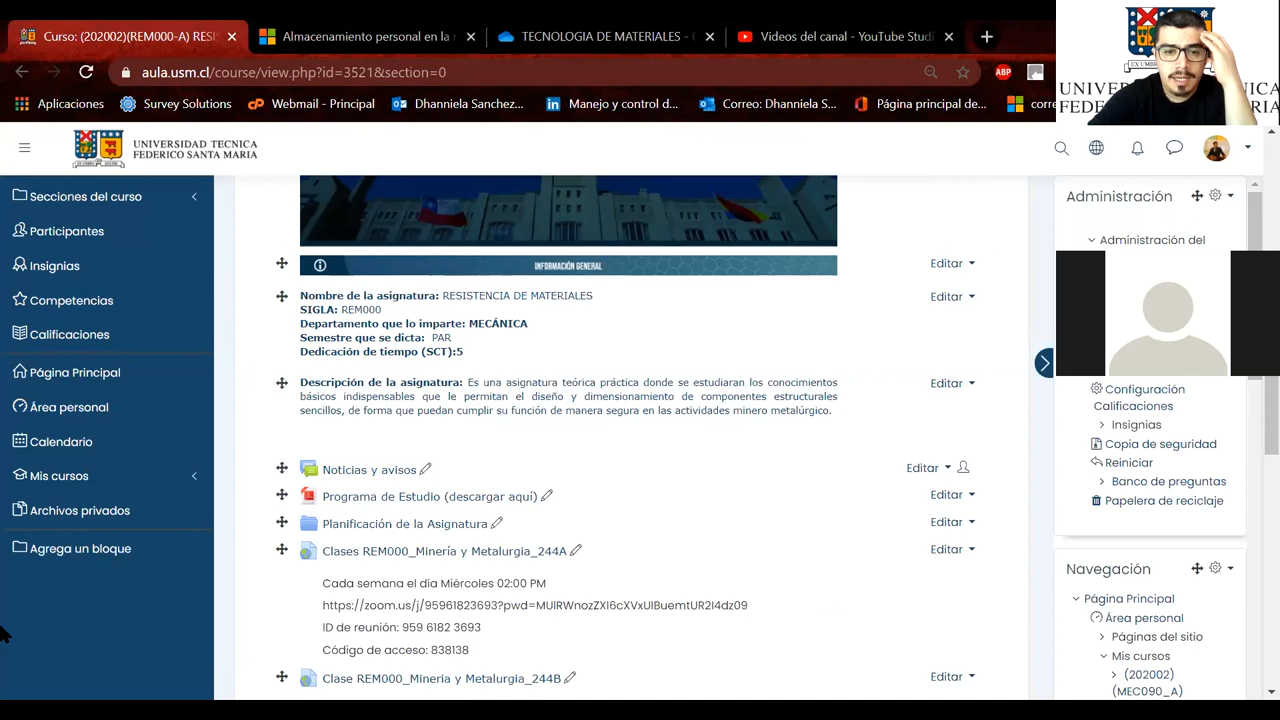 Curso: (202002)(REM000-A) RES
Almacenamiento personal en la n
TECNOLOGIA DE MATERIALES -
Videos del canal - YouTube Studi
aula.usm.cl/course/view.php?id=3521&section=0
ABP
Aplicaciones
Survey Solutions
Webmail - Principal
Dhanniela Sanchez...
Manejo y control d...
Correo: Dhanniela S...
Página principal de...
corre
UNIVERSIDAD TECNICA
FEDERICO SANTA MARIA
EX UMBR
UNIVER
FEDERI
ICA
ARIA
Secciones del curso
Participantes
Insignias
Competencias
Calificaciones
Página Principal
Área personal
Calendario
Mis cursos
Archivos privados
Agrega un bloque
INFORMACIÓN GENERAL
Editar
Nombre de la asignatura: RESISTENCIA DE MATERIALES
Editar
SIGLA: REM000
Departamento que lo imparte: MECÁNICA
Semestre que se dicta: PAR
Dedicación de tiempo (SCT):5
Descripción de la asignatura: Es una asignatura teórica práctica donde se estudiaran los conocimientos
Editar
básicos indispensables que le permitan el diseño y dimensionamiento de componentes estructurales
sencillos, de forma que puedan cumplir su función de manera segura en las actividades minero metalúrgico.
Noticias y avisos
Editar
Programa de Estudio (descargar aquí)
Editar
Planificación de la Asignatura
Editar
Clases REM000_Minería y Metalurgia_244A
Editar
Cada semana el día Miércoles 02:00 PM
https://zoom.us/j/95961823693?pwd=MUlRWnozZXI6cXVxUlBuemtUR2I4dz09
ID de reunión: 959 6182 3693
Código de acceso: 838138
Clase REM000_Mineria y Metalurgia_244B
Editar
Administración
Administración del
Configuración
Calificaciones
Insignias
Copia de seguridad
Reiniciar
Banco de preguntas
Papelera de reciclaje
Navegación
Página Principal
Área personal
Páginas del sitio
Mis cursos
(202002)
(MEC090_A)